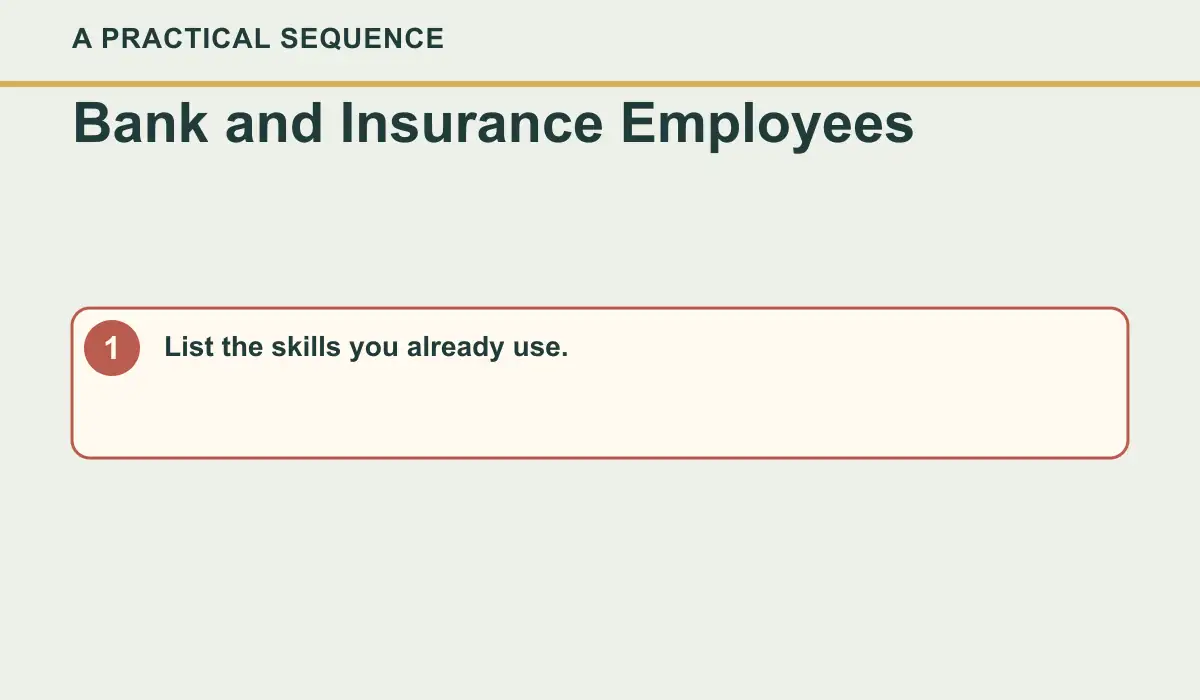 A PRACTICAL SEQUENCE
Bank and Insurance Employees
1
List the skills you already use.